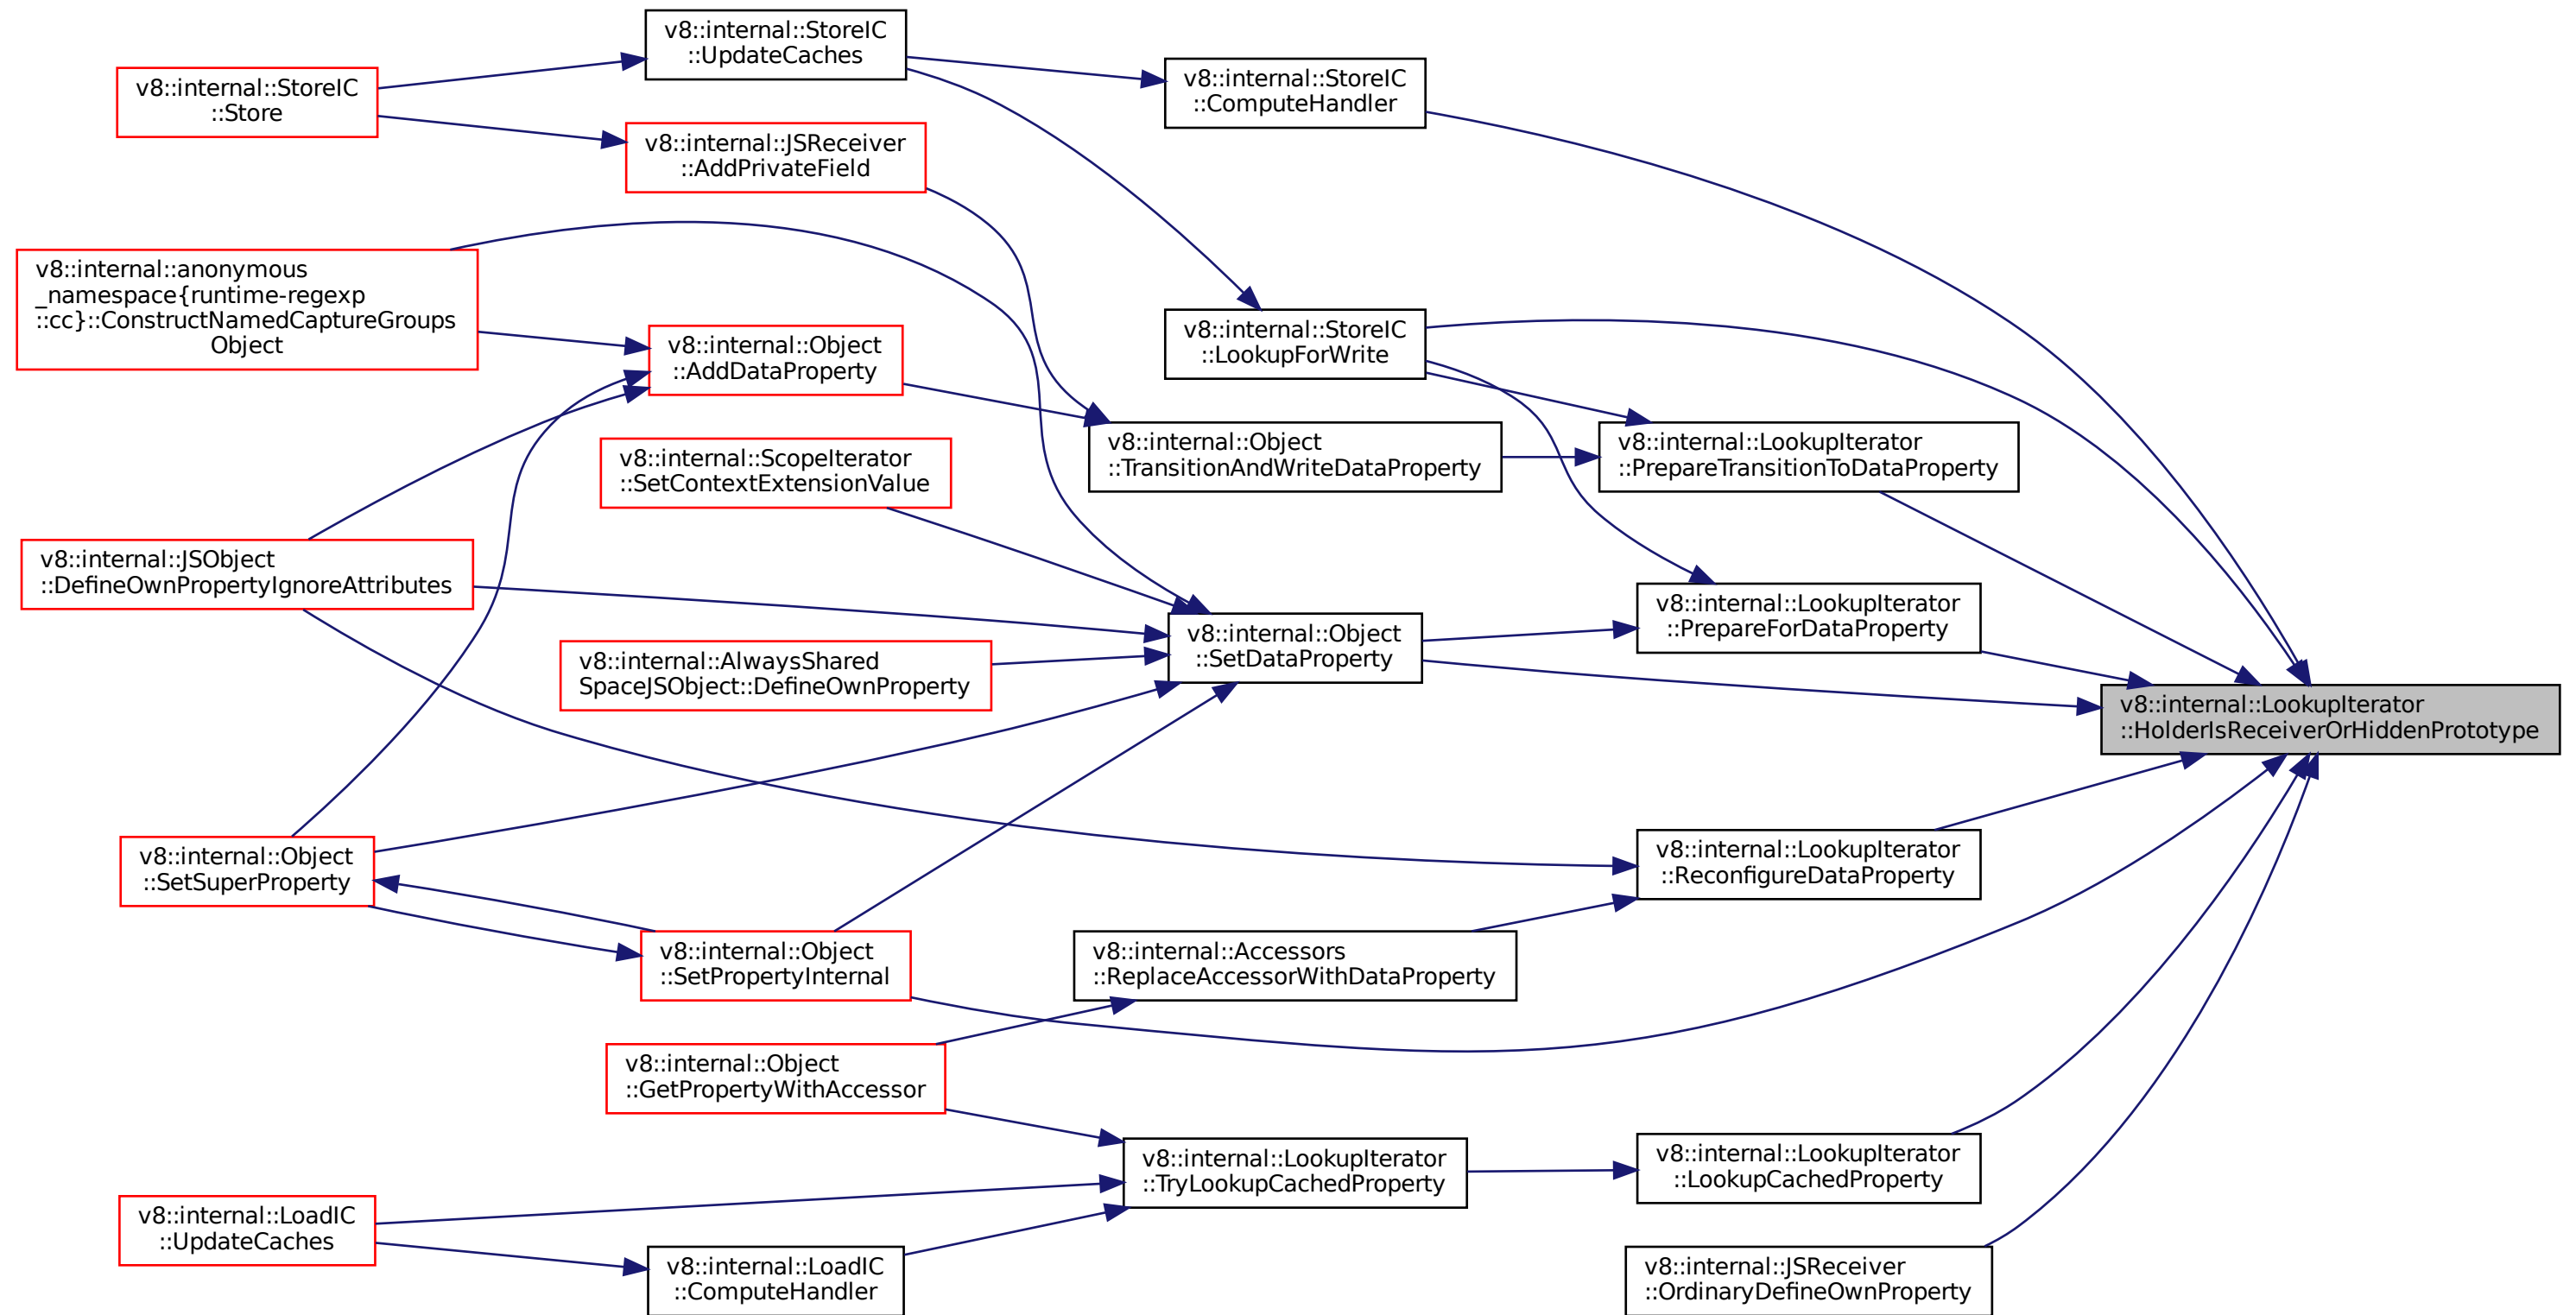 v8::internal::StoreIC
::UpdateCaches
v8::internal::StoreIC
::ComputeHandler
v8::internal::StoreIC
::Store
v8::internal::JSReceiver
::AddPrivateField
v8::internal::anonymous
_namespace{runtime-regexp
::cc}::ConstructNamedCaptureGroups
Object
v8::internal::StoreIC
::LookupForWrite
v8::internal::Object
::AddDataProperty
v8::internal::ScopeIterator
::SetContextExtensionValue
v8::internal::Object
::TransitionAndWriteDataProperty
v8::internal::LookupIterator
::PrepareTransitionToDataProperty
v8::internal::JSObject
::DefineOwnPropertyIgnoreAttributes
v8::internal::LookupIterator
::PrepareForDataProperty
v8::internal::Object
::SetDataProperty
v8::internal::AlwaysShared
SpaceJSObject::DefineOwnProperty
v8::internal::LookupIterator
::HolderIsReceiverOrHiddenPrototype
v8::internal::Object
::SetSuperProperty
v8::internal::LookupIterator
::ReconfigureDataProperty
v8::internal::Object
::SetPropertyInternal
v8::internal::Accessors
::ReplaceAccessorWithDataProperty
v8::internal::Object
::GetPropertyWithAccessor
v8::internal::LookupIterator
::TryLookupCachedProperty
v8::internal::LookupIterator
::LookupCachedProperty
v8::internal::LoadIC
::UpdateCaches
v8::internal::LoadIC
::ComputeHandler
v8::internal::JSReceiver
::OrdinaryDefineOwnProperty